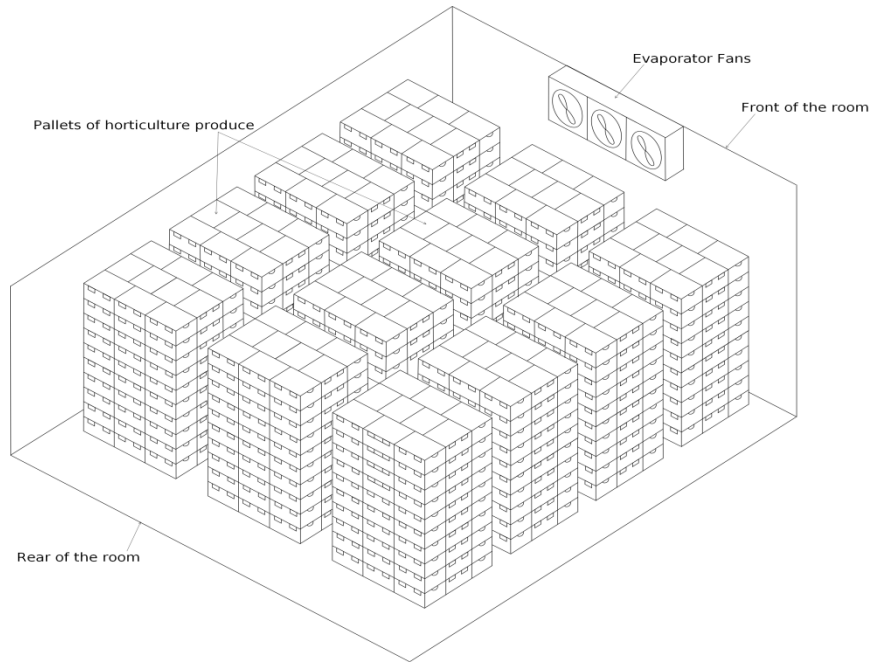 Evaporator Fans
Front of the room
Pallets of horticulture produce
Rear of the room